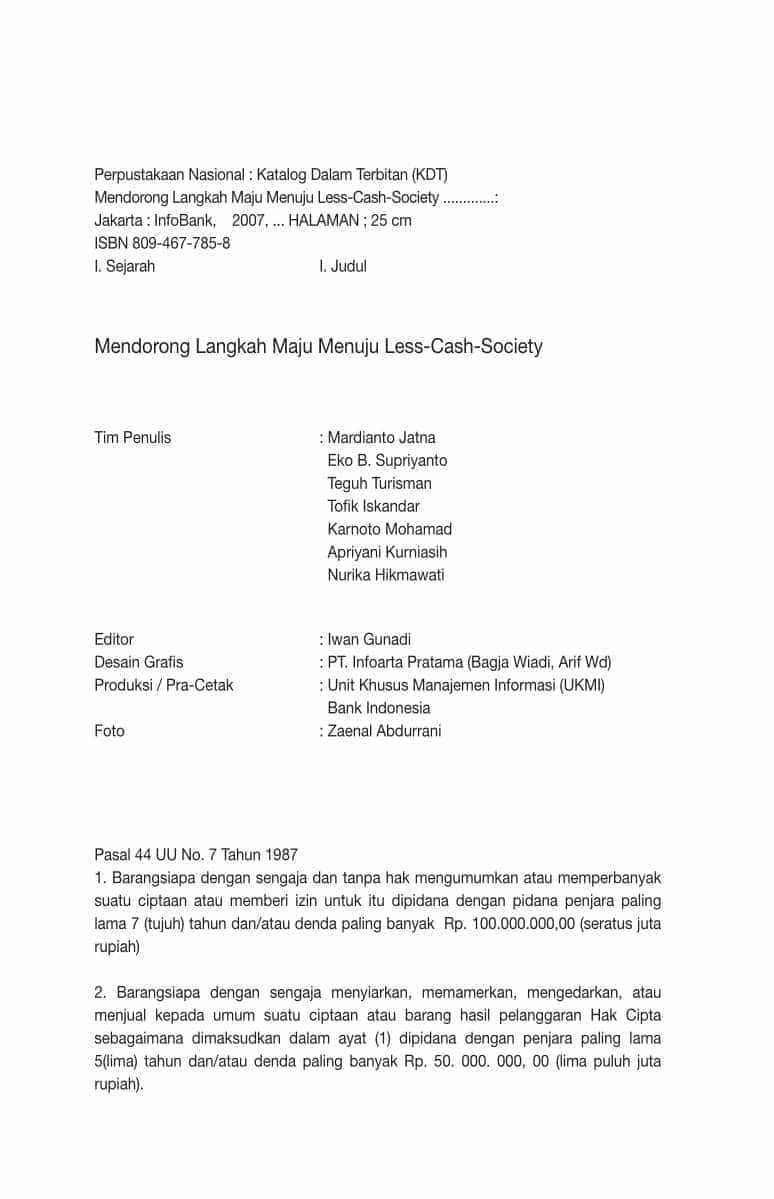 Perpustakaan Nasional : Katalog Dalam Terbitan (KDT)
Mendorong Langkah Maju Menuju Less-Cash-Society .............:
Jakarta : InfoBank, 2007, ... HALAMAN ; 25 cm
ISBN 809-467-785-8
I. Sejarah I. Judul
Mendorong Langkah Maju Menuju Less-Cash-Society
Tim Penulis : Mardianto Jatna
Eko B. Supriyanto
Teguh Turisman
Tofik Iskandar
Karnoto Mohamad
Apriyani Kurniasih
Nurika Hikmawati
Editor : Iwan Gunadi
Desain Grafis : PT. Infoarta Pratama (Bagja Wiadi, Arif Wd)
Produksi / Pra-Cetak : Unit Khusus Manajemen Informasi (UKMI)
Bank Indonesia
Foto : Zaenal Abdurrani
Pasal 44 UU No. 7 Tahun 1987
1. Barangsiapa dengan sengaja dan tanpa hak mengumumkan atau memperbanyak
suatu ciptaan atau memberi izin untuk itu dipidana dengan pidana penjara paling
lama 7 (tujuh) tahun dan/atau denda paling banyak Rp. 100.000.000,00 (seratus juta
rupiah)
2. Barangsiapa dengan sengaja menyiarkan, memamerkan, mengedarkan, atau
menjual kepada umum suatu ciptaan atau barang hasil pelanggaran Hak Cipta
sebagaimana dimaksudkan dalam ayat (1) dipidana dengan penjara paling lama
5(lima) tahun dan/atau denda paling banyak Rp. 50. 000. 000, 00 (lima puluh juta
rupiah).